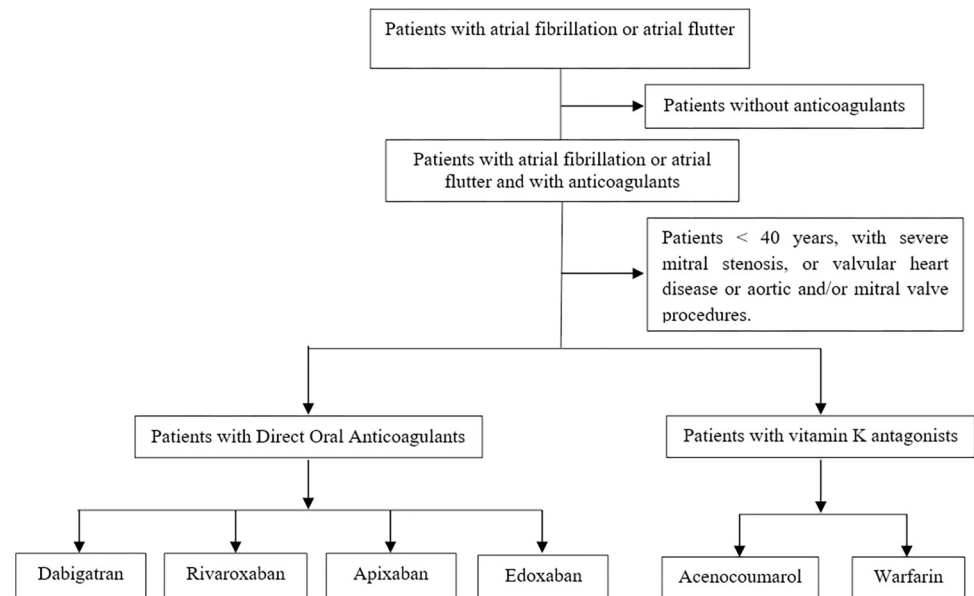 Patients with atrial fibrillation or atrial flutter
Patients without anticoagulants
Patients with atrial fibrillation or atrial
flutter and with anticoagulants
Patients < 40 years, with severe
mitral stenosis, or valvular heart
disease or aortic and/or mitral valve
procedures.
Patients with Direct Oral Anticoagulants
Patients with vitamin K antagonists
Dabigatran
Rivaroxaban
Apixaban
Edoxaban
Acenocoumarol
Warfarin